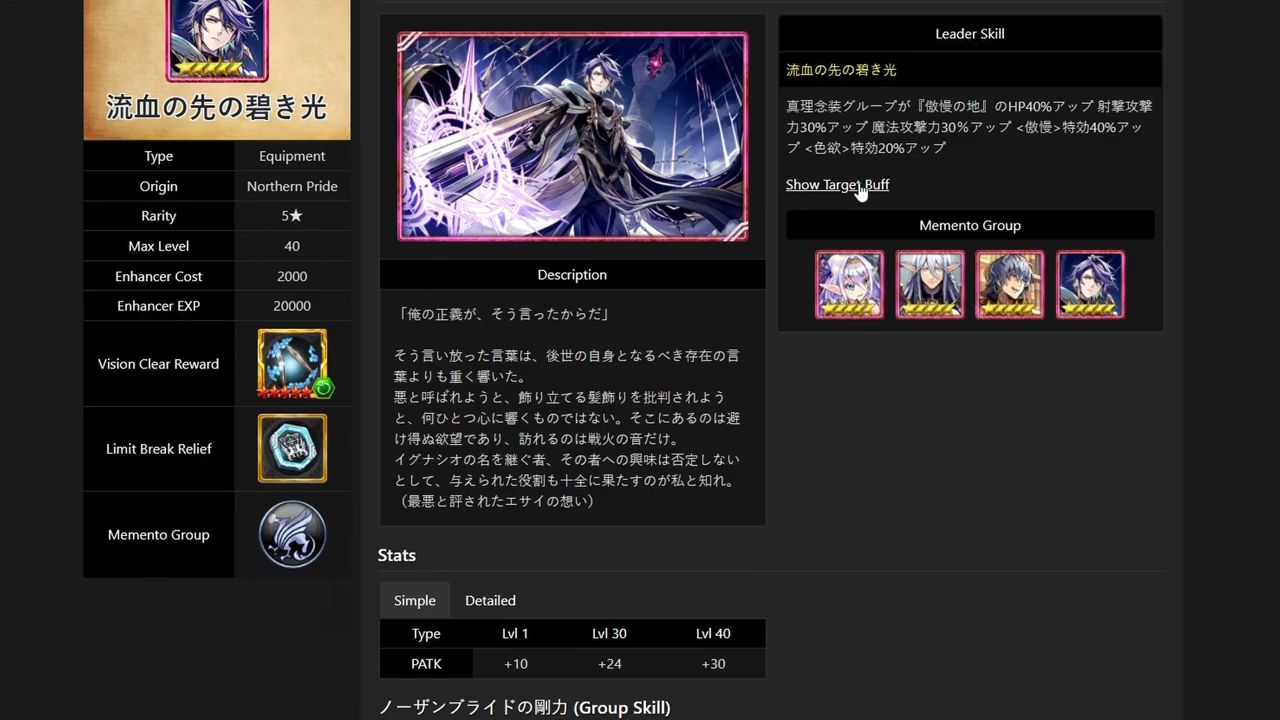 流血の先の碧き光
Type Equipment
Origin Northern Pride
Rarity 5★
Max Level 40
Enhancer Cost 2000
Enhancer EXP 20000
Vision Clear Reward
Limit Break Relief
Memento Group
Description
「俺の正義が、そう言ったからだ」
そう言い放った言葉は、後世の自身となるべき存在の言
葉よりも重く響いた。
悪と呼ばれようと、飾り立てる髪飾りを批判されよう
と、何ひとつ心に響くものではない。そこにあるのは避
け得ぬ欲望であり、訪れるのは戦火の音だけ。
イグナシオの名を継ぐ者、その者への興味は否定しない
として、与えられた役割も十全に果たすのが私と知れ。
（最悪と評されたエサイの想い）
Leader Skill
流血の先の碧き光
真理念装グループが『傲慢の地』のHP40%アップ 射撃攻撃
力30%アップ 魔法攻撃力30％アップ <傲慢>特効40%アッ
プ <色欲>特効20%アップ
Show Target Buff
Memento Group
Stats
Simple Detailed
Type Lvl 1 Lvl 30 Lvl 40
PATK +10 +24 +30
ノーザンブライドの剛力 (Group Skill)